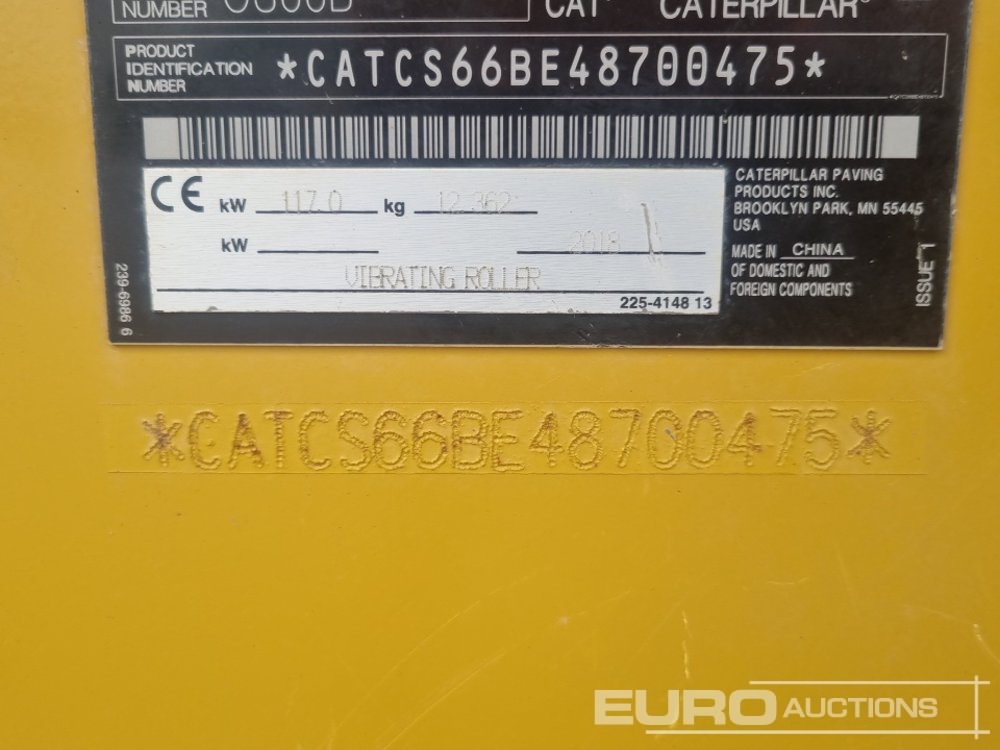 NUMBER CAT® CATERPILLAR®
PRODUCT
IDENTIFICATION
NUMBER
*CATCS66BE48700475*
CE kW 117.0 kg 12 362
kW 2018
VIBRATING ROLLER
225-4148 13
CATERPILLAR PAVING
PRODUCTS INC.
BROOKLYN PARK, MN 55445
USA
MADE IN CHINA
OF DOMESTIC AND
FOREIGN COMPONENTS
ISSUE 1
239-6986 6
*CATCS66BE48700475*
EURO AUCTIONS